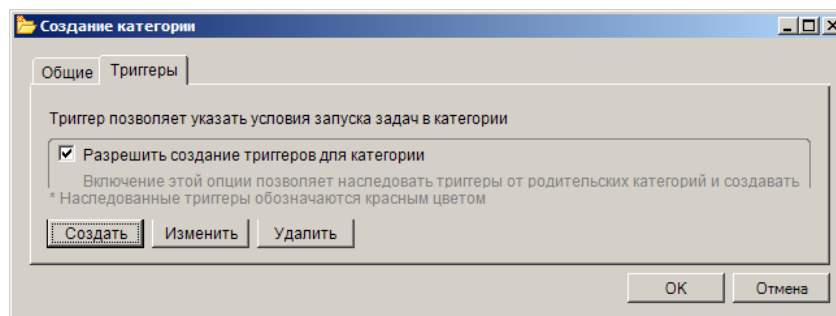 Создание категории
Общие Триггеры
Триггер позволяет указать условия запуска задач в категории
Разрешить создание триггеров для категории
Включение этой опции позволяет наследовать триггеры от родительских категорий и создавать
* Наследованные триггеры обозначаются красным цветом
Создать Изменить Удалить
OK Отмена